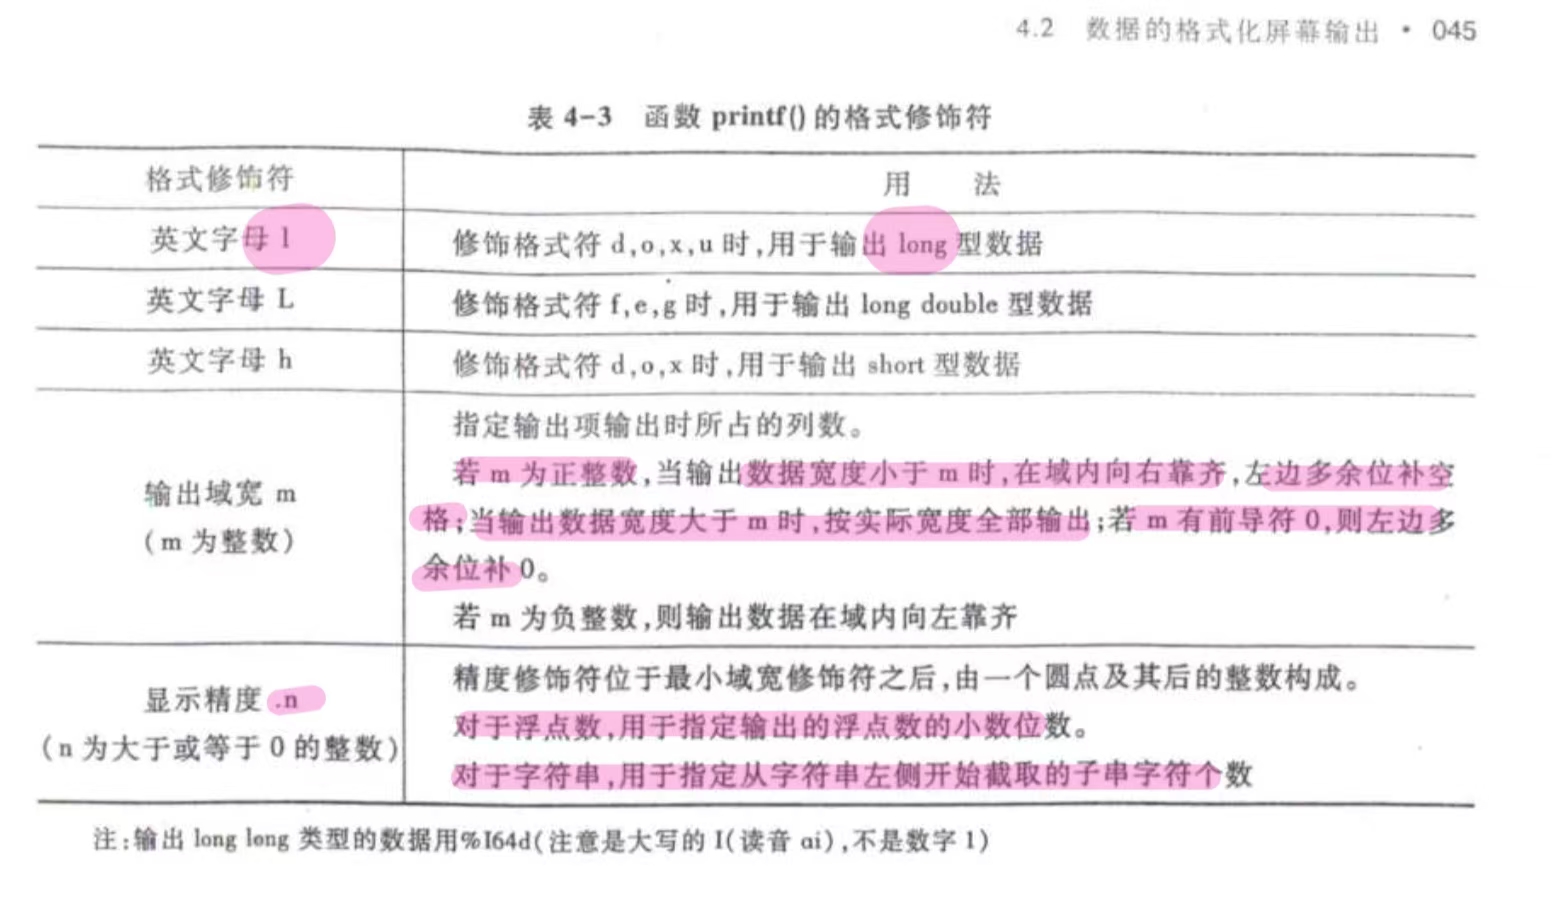 4.2 数据的格式化屏幕输出 · 045
表 4-3 函数 printf() 的格式修饰符
格式修饰符 用 法
英文字母 l 修饰格式符 d,o,x,u 时,用于输出 long 型数据
英文字母 L 修饰格式符 f,e,g 时,用于输出 long double 型数据
英文字母 h 修饰格式符 d,o,x 时,用于输出 short 型数据
输出域宽 m
(m 为整数)
指定输出项输出时所占的列数。
若 m 为正整数,当输出数据宽度小于 m 时,在域内向右靠齐,左边多余位补空
格;当输出数据宽度大于 m 时,按实际宽度全部输出;若 m 有前导符 0,则左边多
余位补 0。
若 m 为负整数,则输出数据在域内向左靠齐
显示精度 .n
(n 为大于或等于 0 的整数)
精度修饰符位于最小域宽修饰符之后,由一个圆点及其后的整数构成。
对于浮点数,用于指定输出的浮点数的小数位数。
对于字符串,用于指定从字符串左侧开始截取的子串字符个数
注:输出 long long 类型的数据用%I64d(注意是大写的 I(读音 ai),不是数字 1)